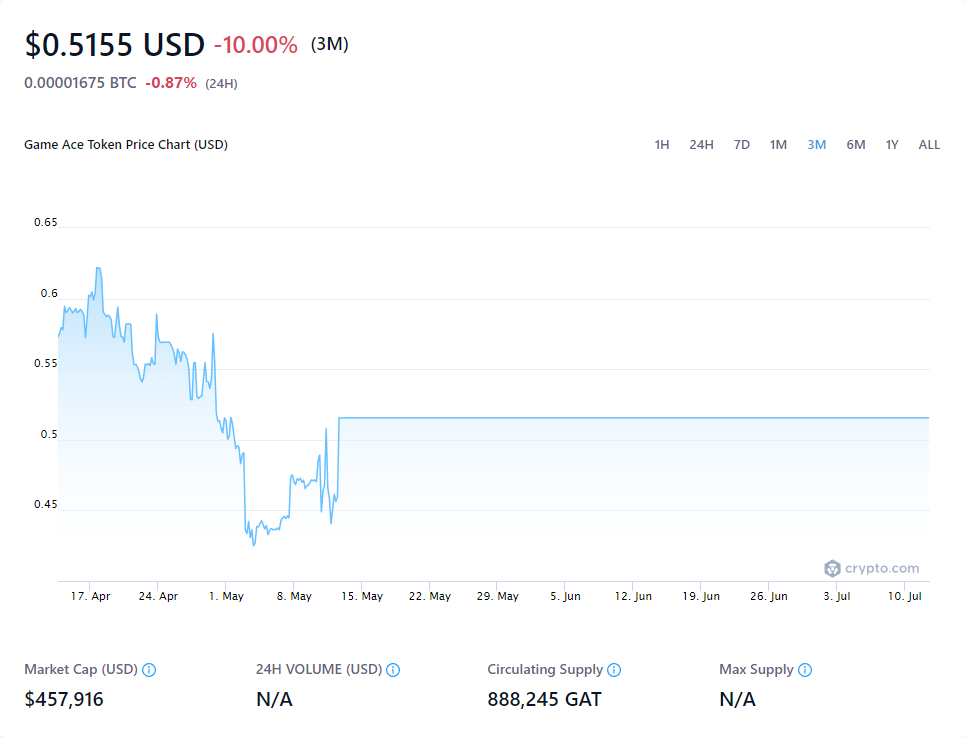 $0.5155 USD -10.00% (3M)
0.00001675 BTC -0.87% (24H)
Game Ace Token Price Chart (USD)
1H 24H 7D 1M 3M 6M 1Y ALL
0.65
0.6
0.55
0.5
0.45
crypto.com
17. Apr 24. Apr 1. May 8. May 15. May 22. May 29. May 5. Jun 12. Jun 19. Jun 26. Jun 3. Jul 10. Jul
Market Cap (USD) 24H VOLUME (USD) Circulating Supply Max Supply
$457,916 N/A 888,245 GAT N/A